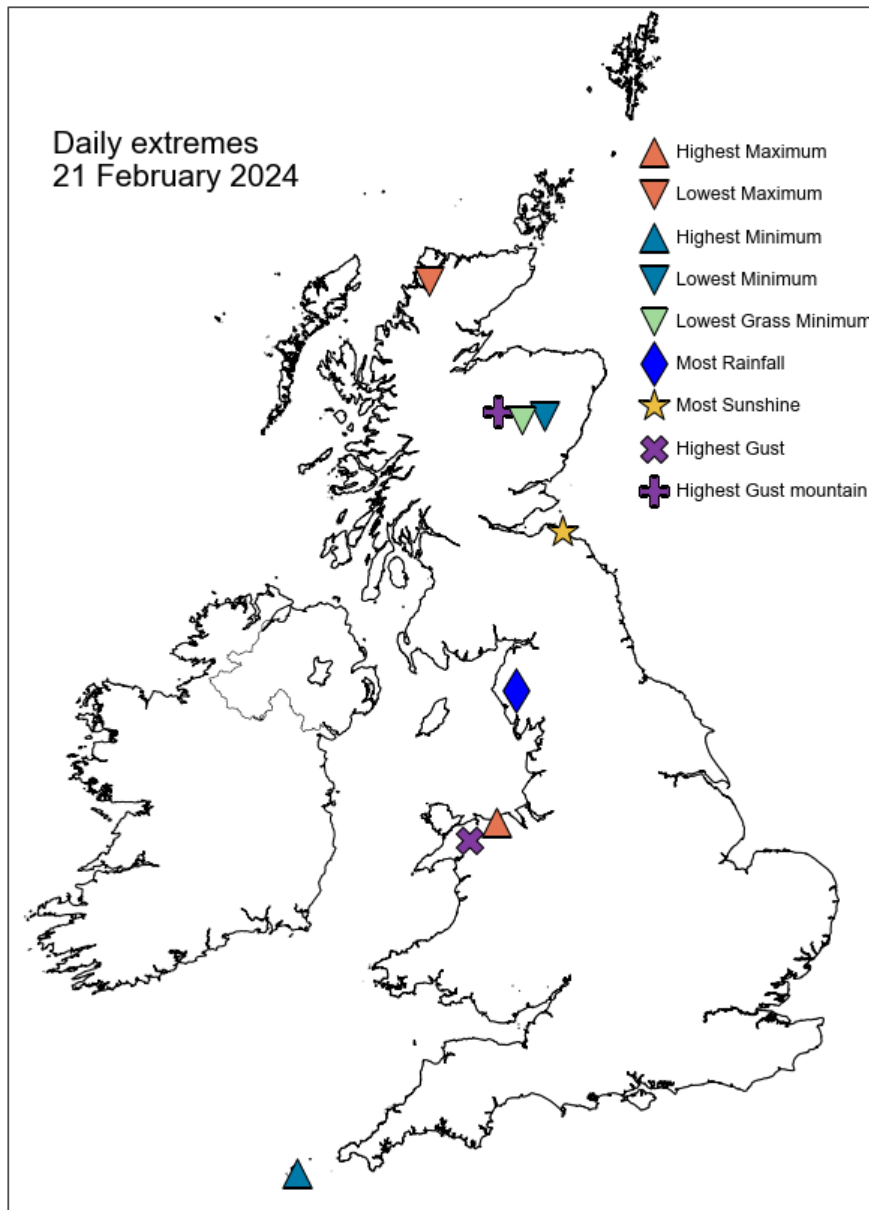 Daily extremes
21 February 2024
Highest Maximum
Lowest Maximum
Highest Minimum
Lowest Minimum
Lowest Grass Minimum
Most Rainfall
Most Sunshine
Highest Gust
Highest Gust mountain